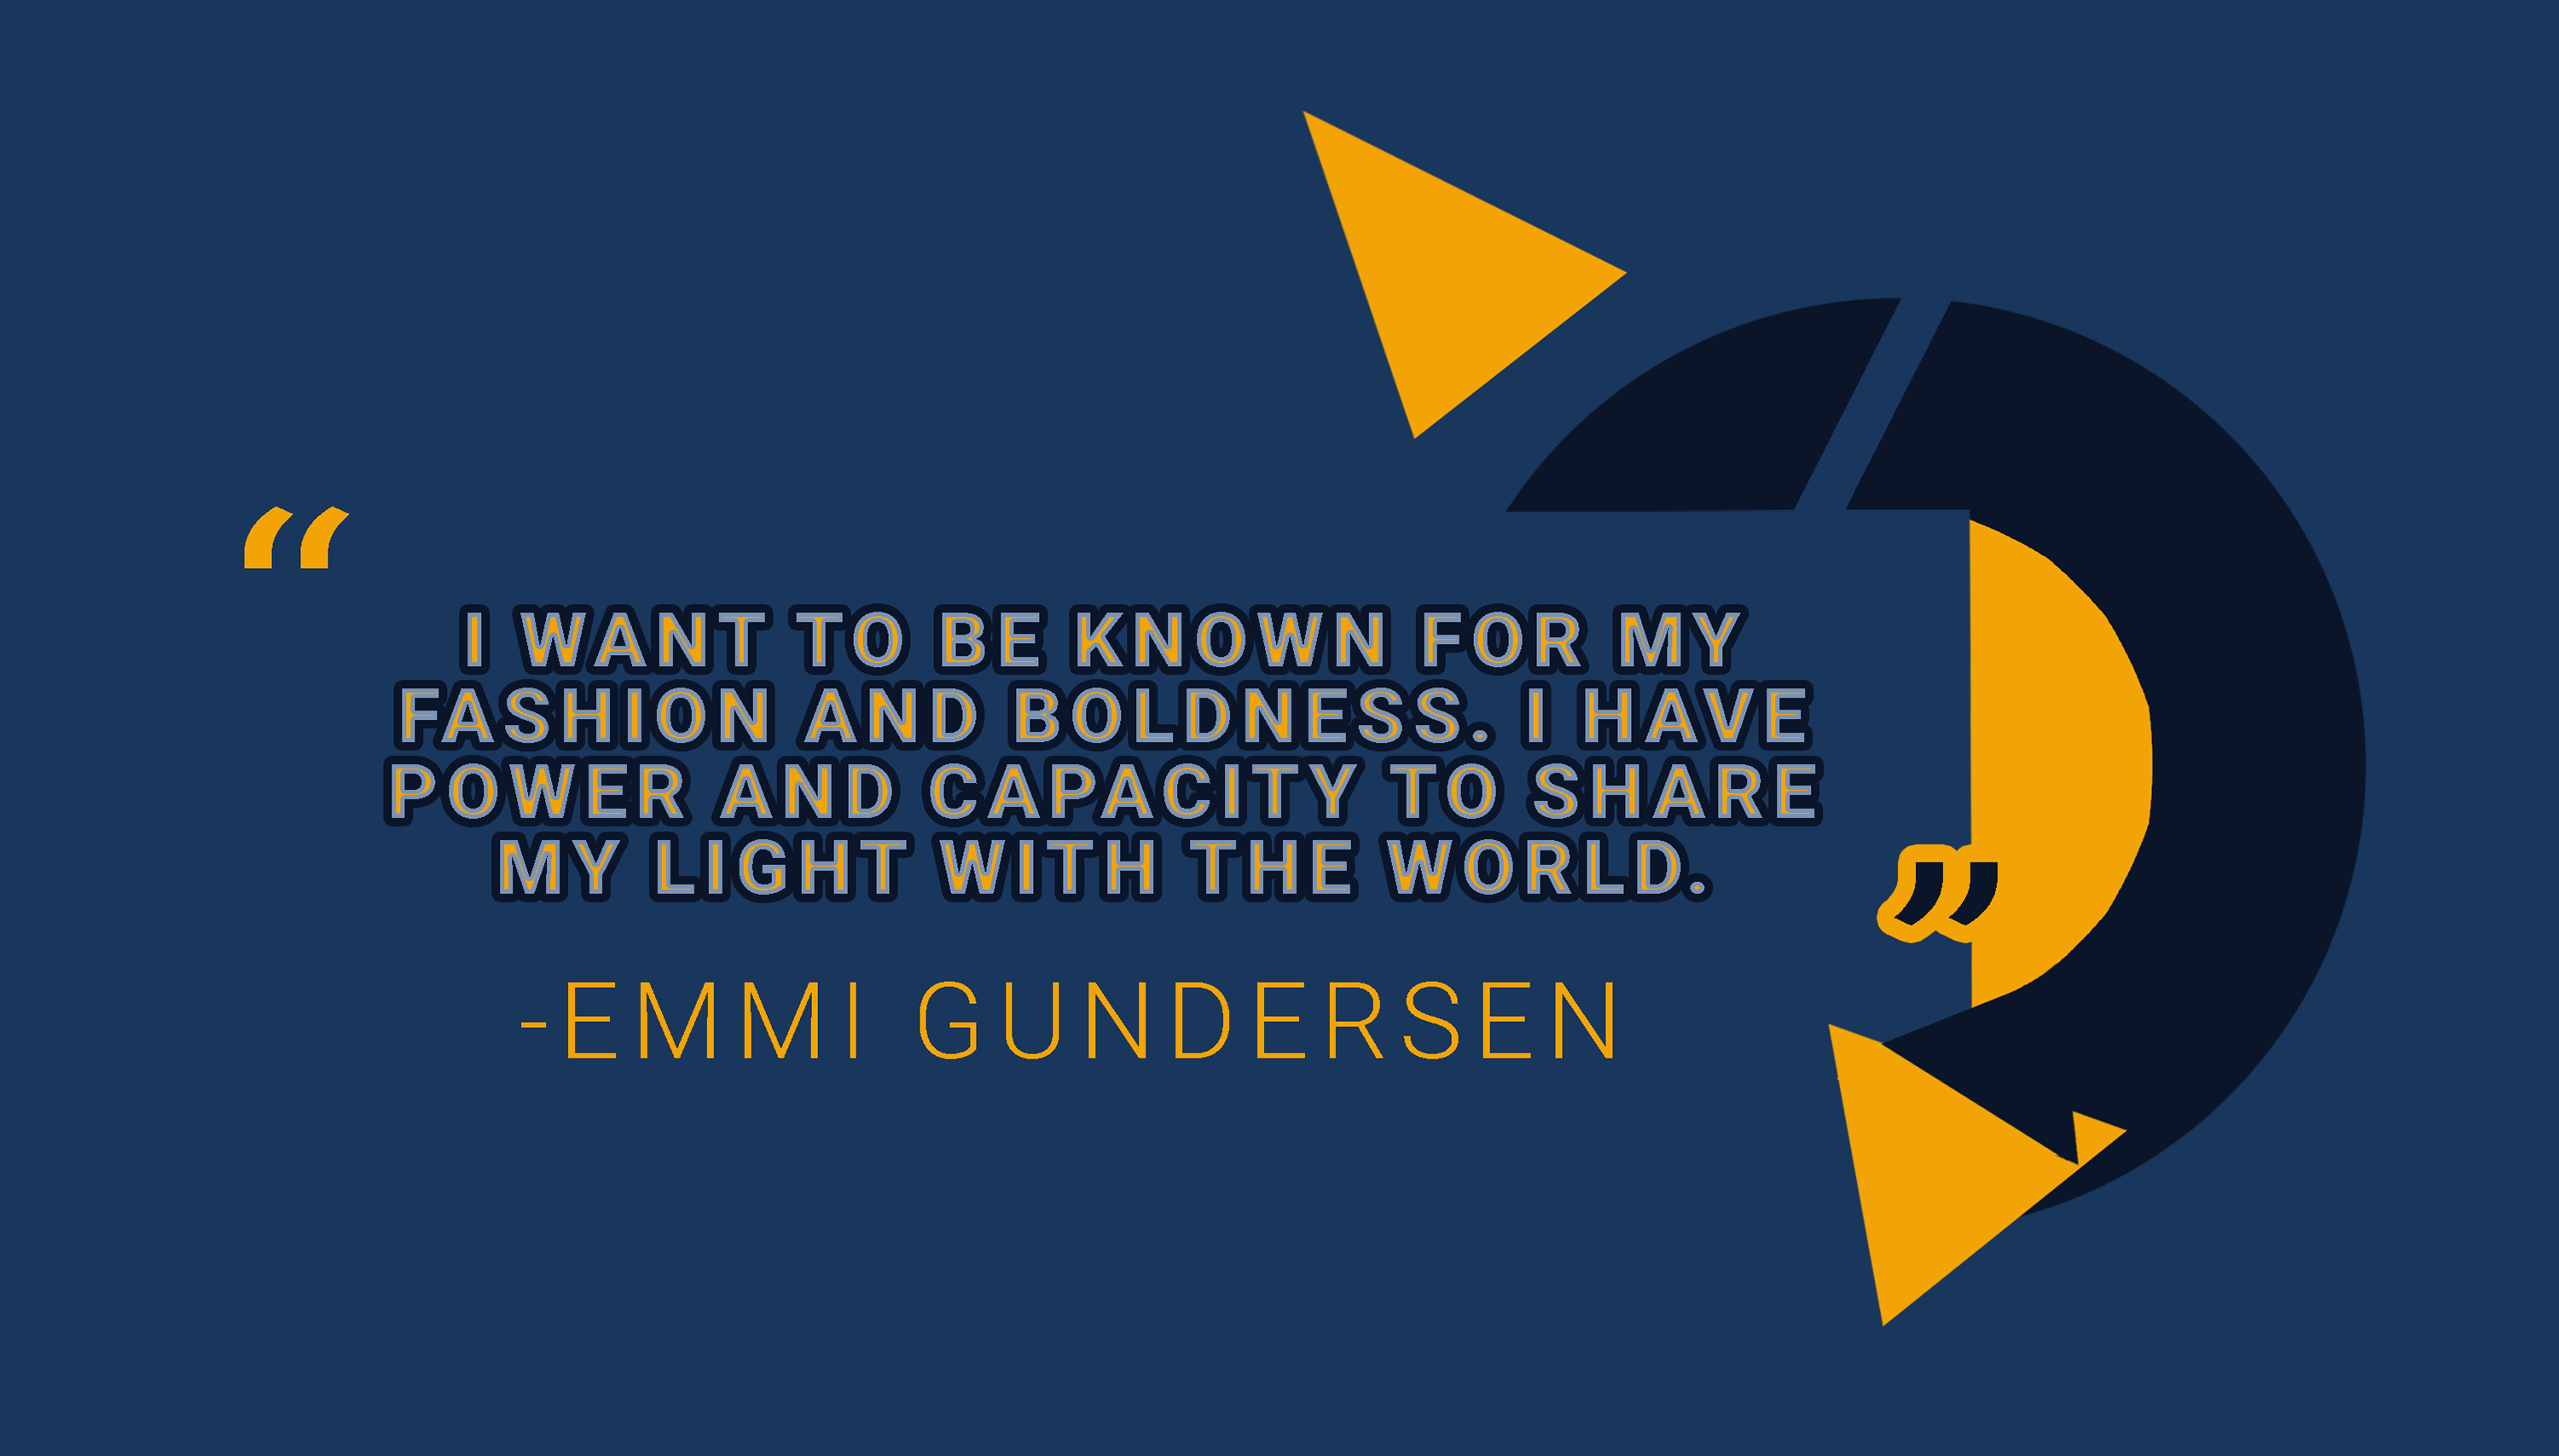 “
I WANT TO BE KNOWN FOR MY
FASHION AND BOLDNESS. I HAVE
POWER AND CAPACITY TO SHARE
MY LIGHT WITH THE WORLD.
”
-EMMI GUNDERSEN